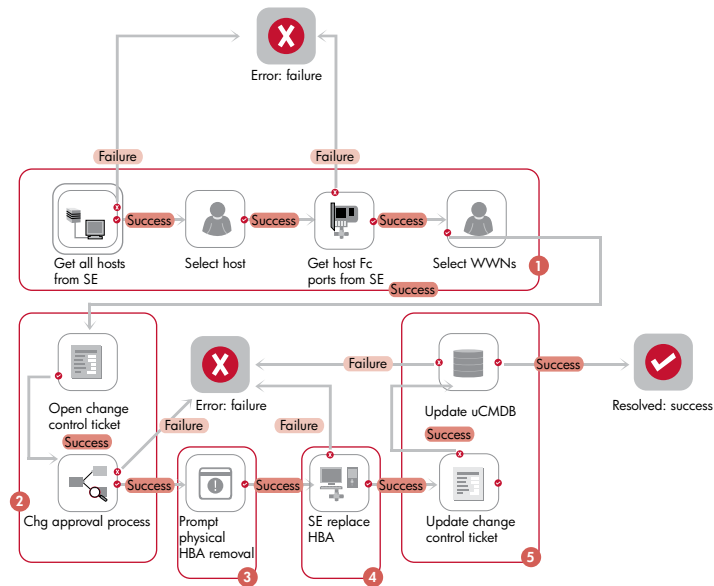 Error: failure
Failure
Failure
Success
Success
Success
Get all hosts
from SE
Select host
Get host Fc
ports from SE
Select WWNs
1
Success
Failure
Success
Open change
control ticket
Error: failure
Update uCMDB
Resolved: success
Success
Failure
Failure
Success
Success
Success
Success
Success
2
Chg approval process
Prompt
physical
HBA removal
SE replace
HBA
Update change
control ticket
3
4
5